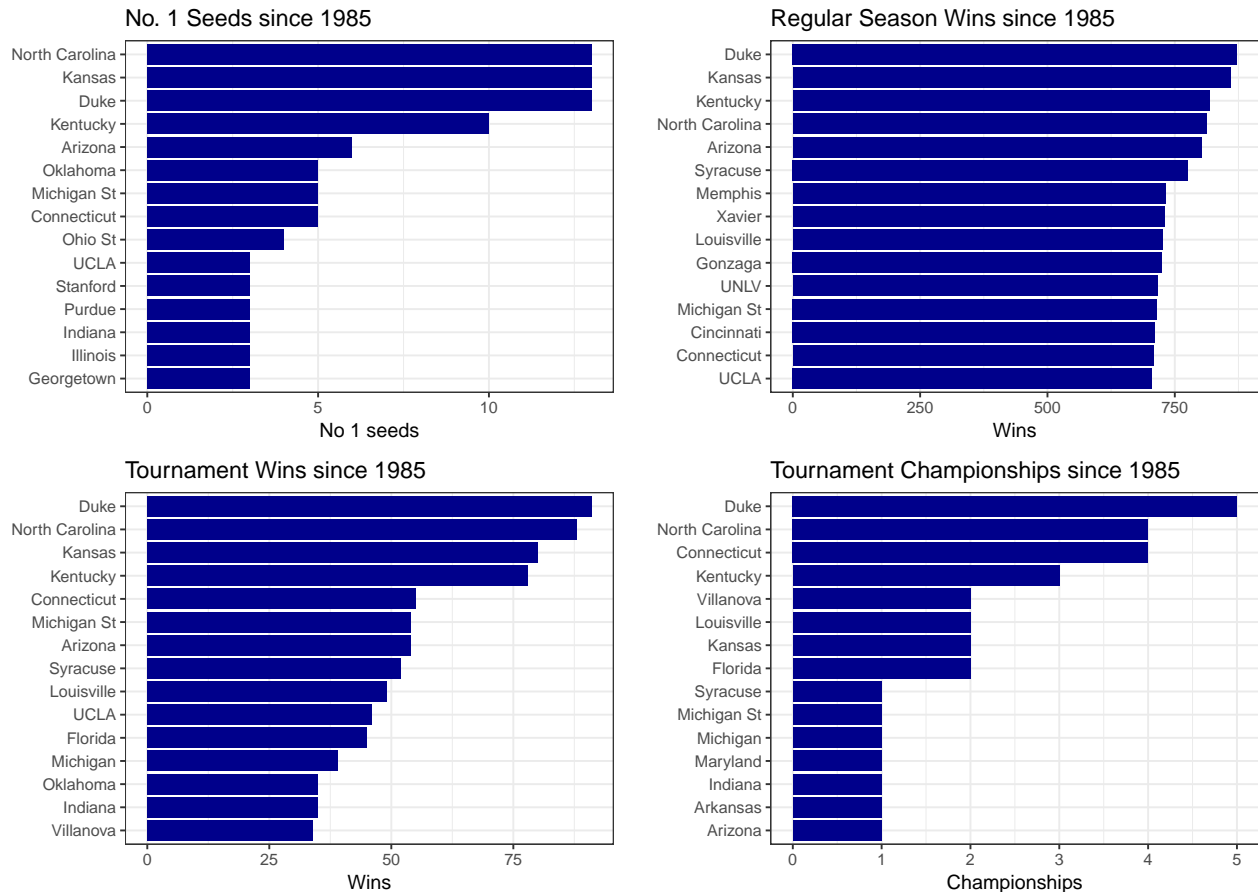 No. 1 Seeds since 1985
North Carolina
Kansas
Duke
Kentucky
Arizona
Oklahoma
Michigan St
Connecticut
Ohio St
UCLA
Stanford
Purdue
Indiana
Illinois
Georgetown
0 5 10
No 1 seeds
Regular Season Wins since 1985
Duke
Kansas
Kentucky
North Carolina
Arizona
Syracuse
Memphis
Xavier
Louisville
Gonzaga
UNLV
Michigan St
Cincinnati
Connecticut
UCLA
0 250 500 750
Wins
Tournament Wins since 1985
Duke
North Carolina
Kansas
Kentucky
Connecticut
Michigan St
Arizona
Syracuse
Louisville
UCLA
Florida
Michigan
Oklahoma
Indiana
Villanova
0 25 50 75
Wins
Tournament Championships since 1985
Duke
North Carolina
Connecticut
Kentucky
Villanova
Louisville
Kansas
Florida
Syracuse
Michigan St
Michigan
Maryland
Indiana
Arkansas
Arizona
0 1 2 3 4 5
Championships